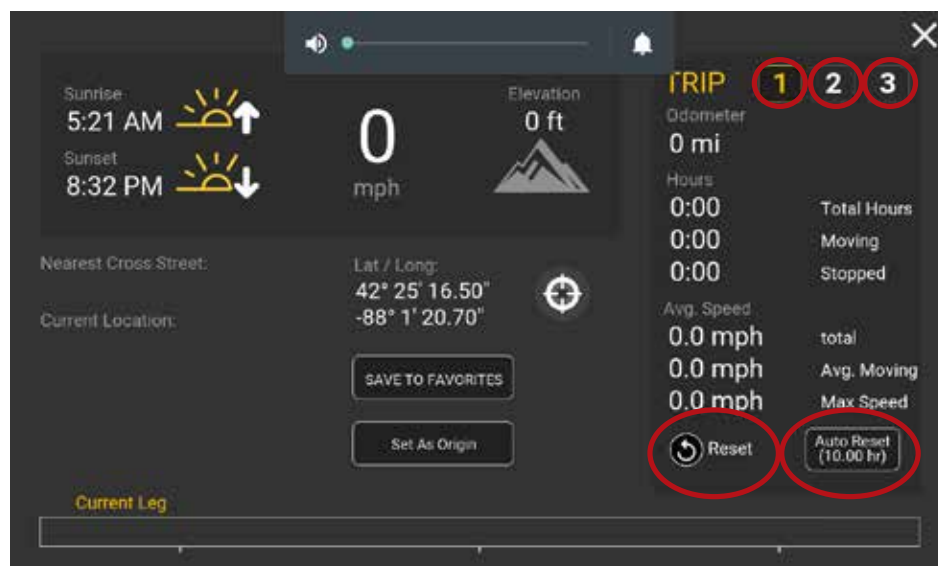 Sunrise
5:21 AM
Sunset
8:32 PM
0
mph
Elevation
0 ft
Nearest Cross Street:
Current Location:
Lat / Long:
42° 25' 16.50"
-88° 1' 20.70"
SAVE TO FAVORITES
Set As Origin
TRIP 1 2 3
Odometer
0 mi
Hours
0:00 Total Hours
0:00 Moving
0:00 Stopped
Avg. Speed
0.0 mph total
0.0 mph Avg. Moving
0.0 mph Max Speed
Reset
Auto Reset
(10.00 hr)
Current Leg